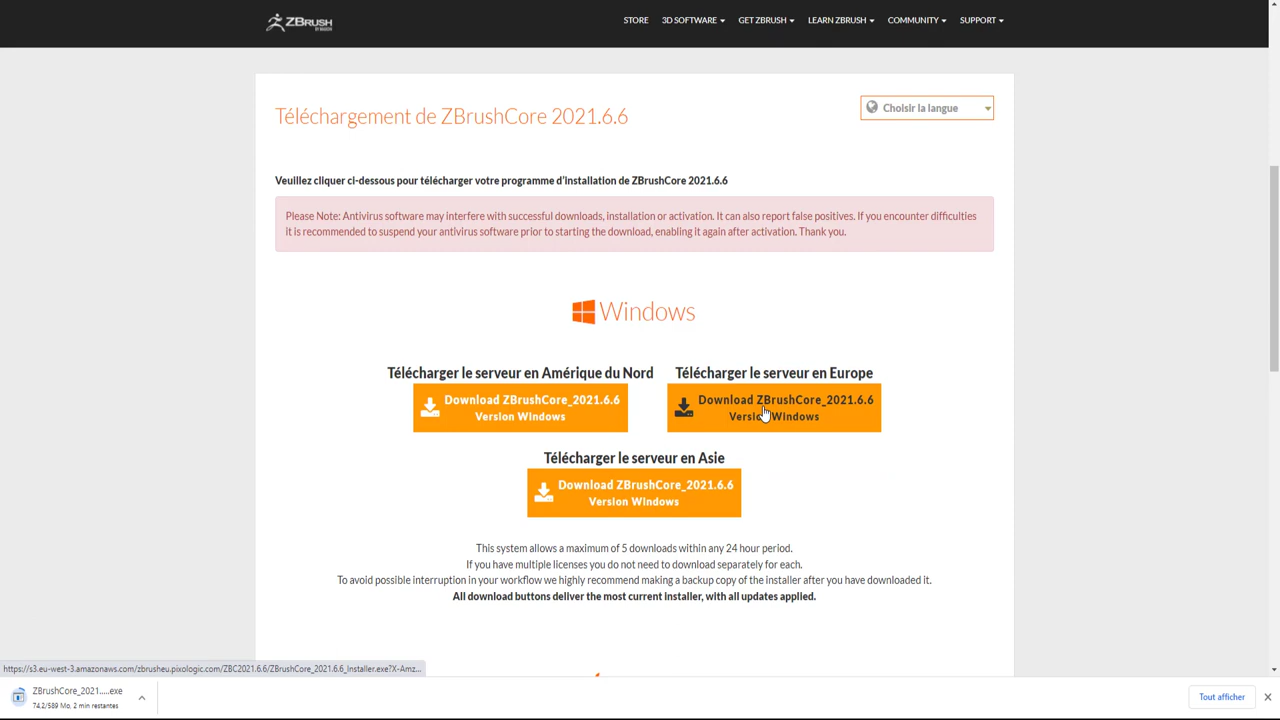 ZBRUSH
BY MAXON
STORE 3D SOFTWARE GET ZBRUSH LEARN ZBRUSH COMMUNITY SUPPORT
Téléchargement de ZBrushCore 2021.6.6
Choisir la langue
Veuillez cliquer ci-dessous pour télécharger votre programme d'installation de ZBrushCore 2021.6.6
Please Note: Antivirus software may interfere with successful downloads, installation or activation. It can also report false positives. If you encounter difficulties
it is recommended to suspend your antivirus software prior to starting the download, enabling it again after activation. Thank you.
Windows
Télécharger le serveur en Amérique du Nord
Download ZBrushCore_2021.6.6
Version Windows
Télécharger le serveur en Europe
Download ZBrushCore_2021.6.6
Version Windows
Télécharger le serveur en Asie
Download ZBrushCore_2021.6.6
Version Windows
This system allows a maximum of 5 downloads within any 24 hour period.
If you have multiple licenses you do not need to download separately for each.
To avoid possible interruption in your workflow we highly recommend making a backup copy of the installer after you have downloaded it.
All download buttons deliver the most current installer, with all updates applied.
https://s3.eu-west-3.amazonaws.com/zbrusheu.pixologic.com/ZBC2021.6.6/ZBrushCore_2021.6.6_Installer.exe?X-Amz...
ZBrushCore_2021.....exe
74,2/589 Mo, 2 min restantes
Tout afficher